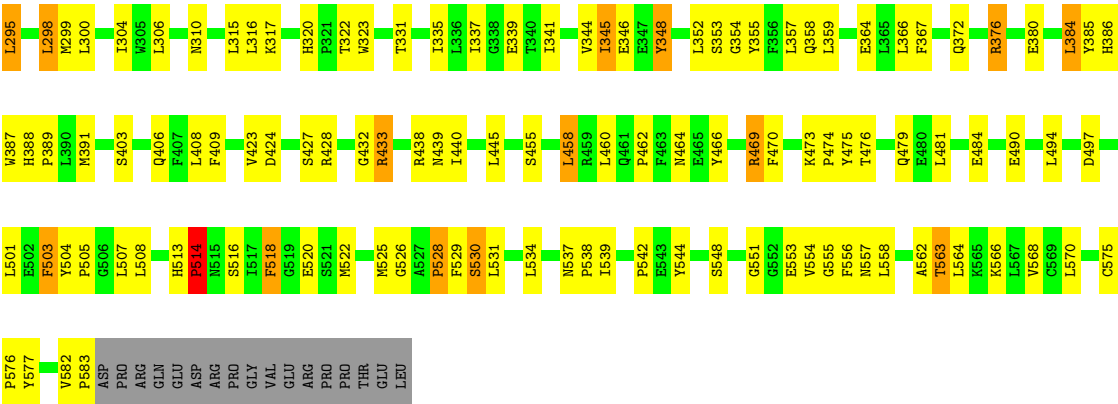 L295 L298 M299 L300 I304 W305 L306 N310 L315 L316 K317 H320 P321 T322 W323 T331 I335 L336 I337 G338 E339 T340 I341 V344 I345 E346 E347 Y348 L352 S353 G354 Y355 F356 L357 Q358 L359 E364 L365 L366 F367 Q372 R376 E380 L384 Y385 H386
W387 H388 P389 L390 M391 S403 Q406 F407 L408 F409 V423 D424 S427 R428 G432 R433 R438 N439 I440 L445 S455 L458 R459 L460 Q461 P462 F463 N464 E465 Y466 R469 F470 K473 P474 Y475 T476 Q479 E480 L481 E484 E490 L494 D497
L501 E502 F503 Y504 P505 G506 L507 L508 H513 P514 N515 S516 I517 F518 G519 E520 S521 M522 M525 G526 A527 P528 F529 S530 L531 L534 N537 P538 I539 P542 E543 Y544 S548 G551 G552 E553 V554 G555 F556 N557 L558 A562 T563 L564 K565 K566 L567 V568 C569 L570 C575
P576 Y577 V582 P583 ASP PRO ARG GLN GLU ASP ARG PRO GLY VAL GLU ARG PRO PRO THR GLU LEU